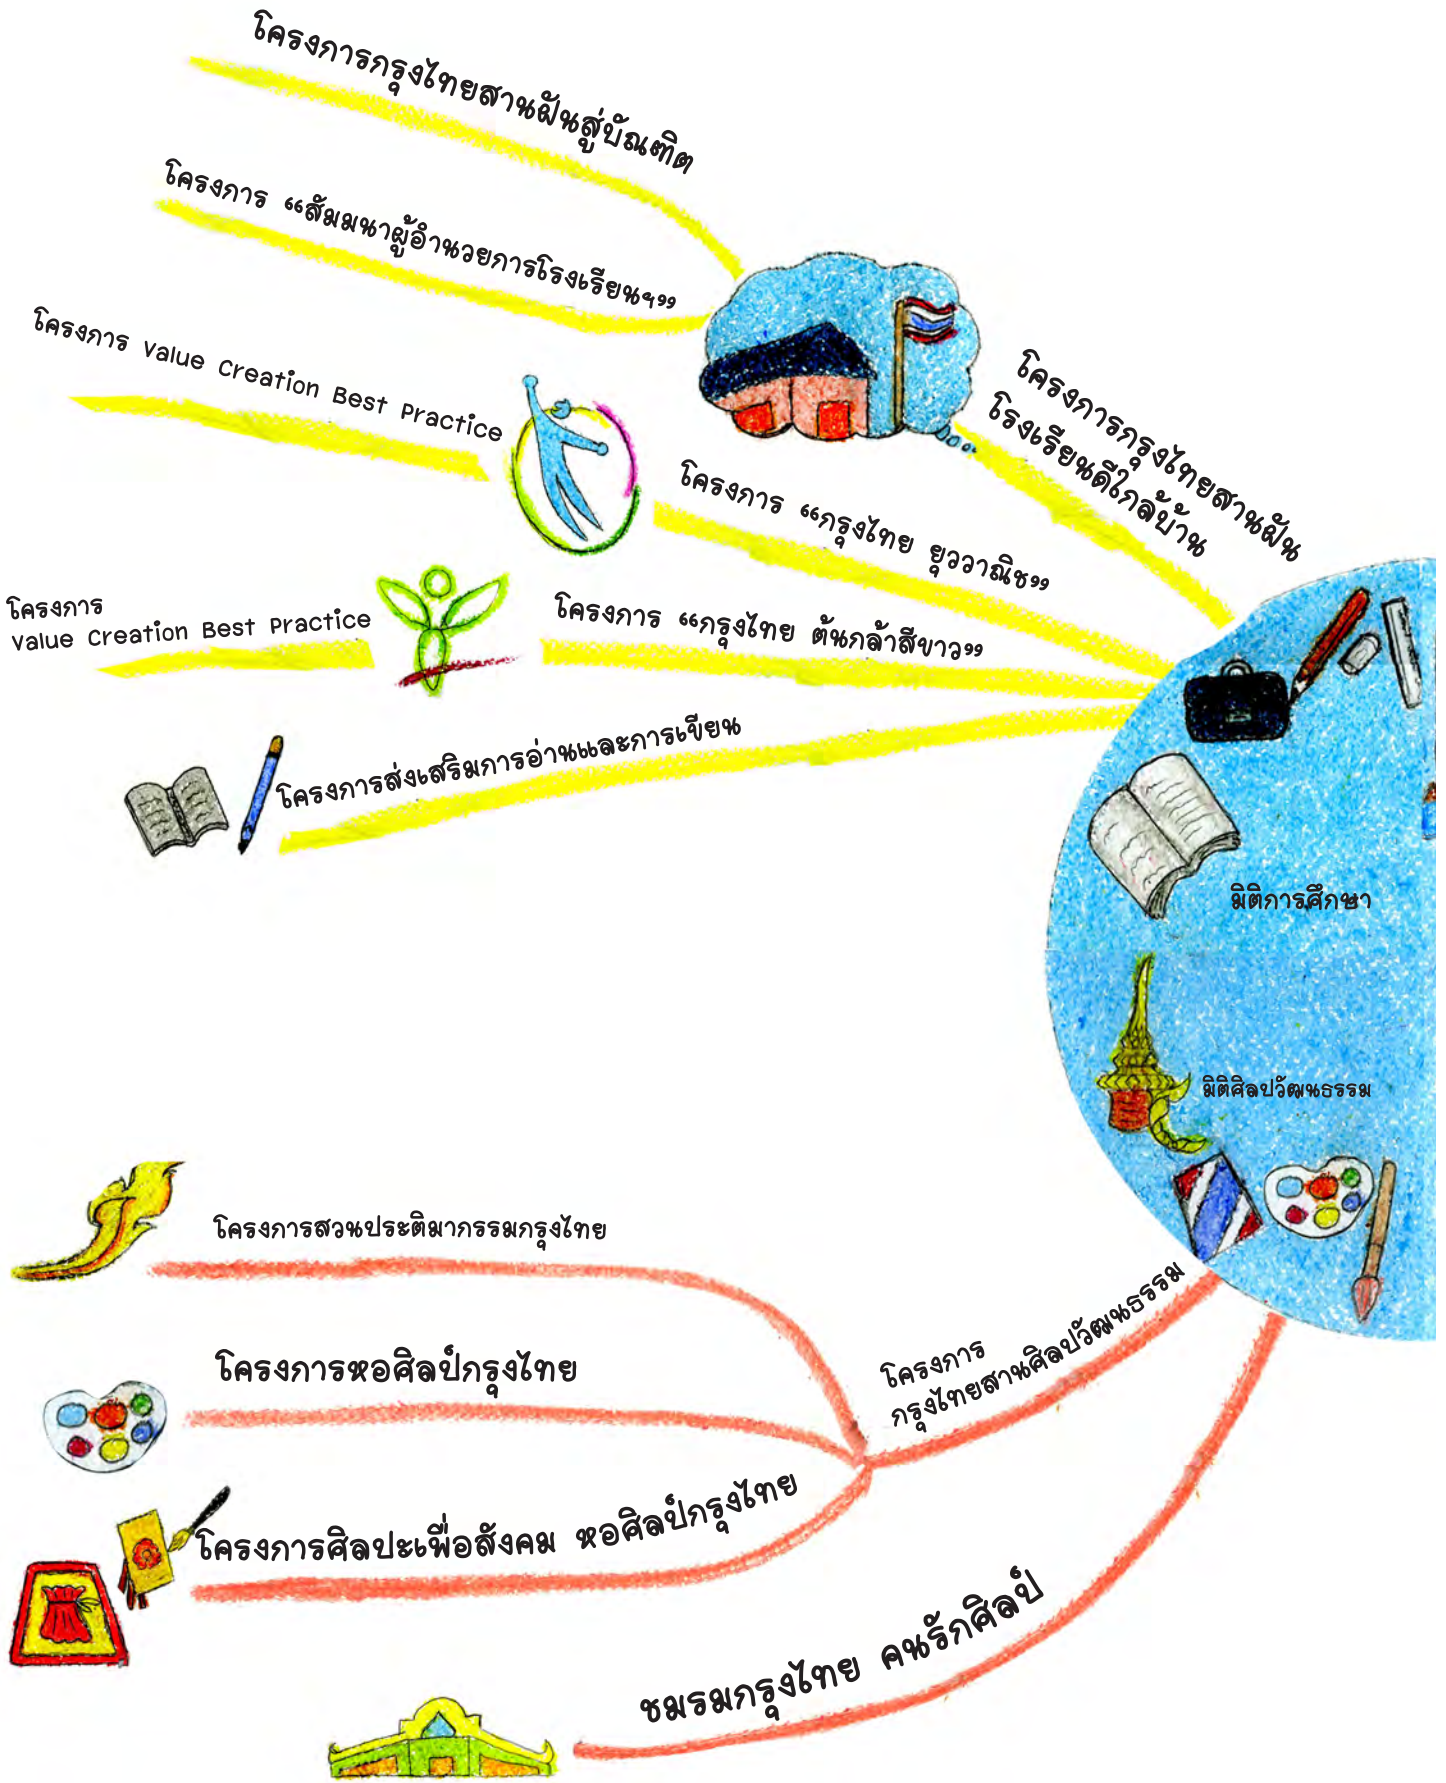 โครงการกรุงไทยสานฝันสู่บัณฑิต
โครงการ “สัมมนาผู้อำนวยการโรงเรียนฯ”
โครงการ Value Creation Best Practice
โครงการกรุงไทยสานฝัน
โรงเรียนดีใกล้บ้าน
โครงการ “กรุงไทย ยุววาณิช”
โครงการ
Value Creation Best Practice
โครงการ “กรุงไทย ต้นกล้าสีขาว”
โครงการส่งเสริมการอ่านและการเขียน
มิติการศึกษา
มิติศิลปวัฒนธรรม
โครงการสวนประติมากรรมกรุงไทย
โครงการหอศิลป์กรุงไทย
โครงการ
กรุงไทยสานศิลปวัฒนธรรม
โครงการศิลปะเพื่อสังคม หอศิลป์กรุงไทย
ชมรมกรุงไทย คนรักศิลป์